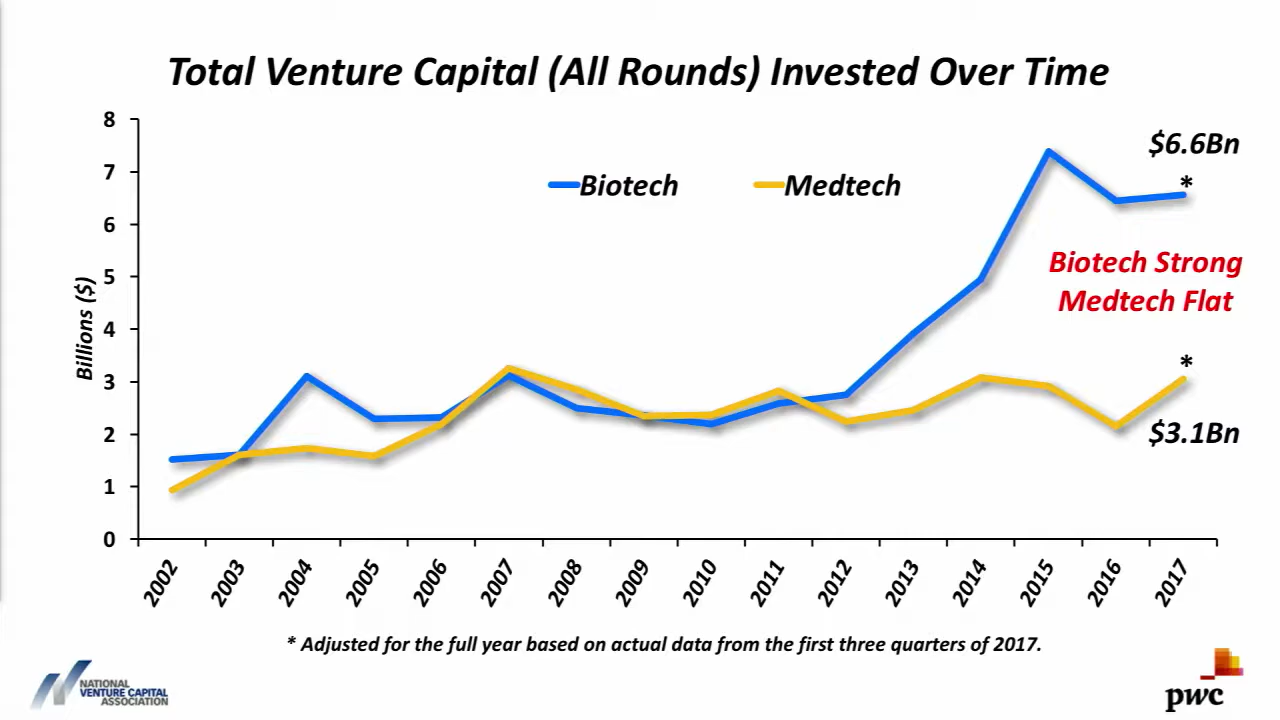 Total Venture Capital (All Rounds) Invested Over Time
8
7
6
5
4
3
2
1
0
Billions ($)
Biotech
Medtech
$6.6Bn
*
Biotech Strong
Medtech Flat
*
$3.1Bn
2002
2003
2004
2005
2006
2007
2008
2009
2010
2011
2012
2013
2014
2015
2016
2017
* Adjusted for the full year based on actual data from the first three quarters of 2017.
NATIONAL
VENTURE CAPITAL
ASSOCIATION
pwc